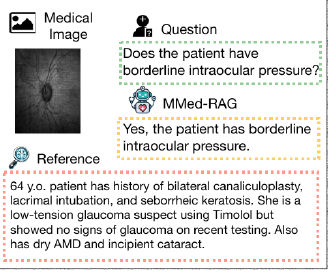 Medical
Image
Question
Does the patient have
borderline intraocular pressure?
MMed-RAG
Yes, the patient has borderline
intraocular pressure.
Reference
64 y.o. patient has history of bilateral canaliculoplasty,
lacrimal intubation, and seborrheic keratosis. She is a
low-tension glaucoma suspect using Timolol but
showed no signs of glaucoma on recent testing. Also
has dry AMD and incipient cataract.